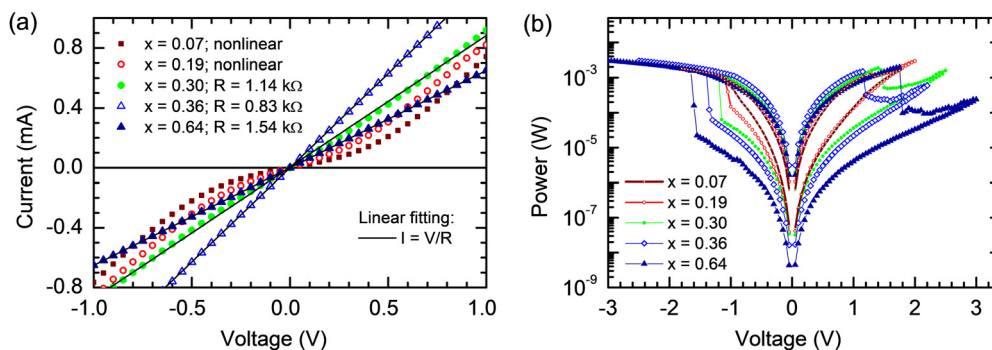 (a)
0.8
0.4
0.0
-0.4
-0.8
Current (mA)
x = 0.07; nonlinear
x = 0.19; nonlinear
x = 0.30; R = 1.14 kΩ
x = 0.36; R = 0.83 kΩ
x = 0.64; R = 1.54 kΩ
Linear fitting:
I = V/R
-1.0 -0.5 0.0 0.5 1.0
Voltage (V)
(b)
10⁻³
10⁻⁵
10⁻⁷
10⁻⁹
Power (W)
x = 0.07
x = 0.19
x = 0.30
x = 0.36
x = 0.64
-3 -2 -1 0 1 2 3
Voltage (V)